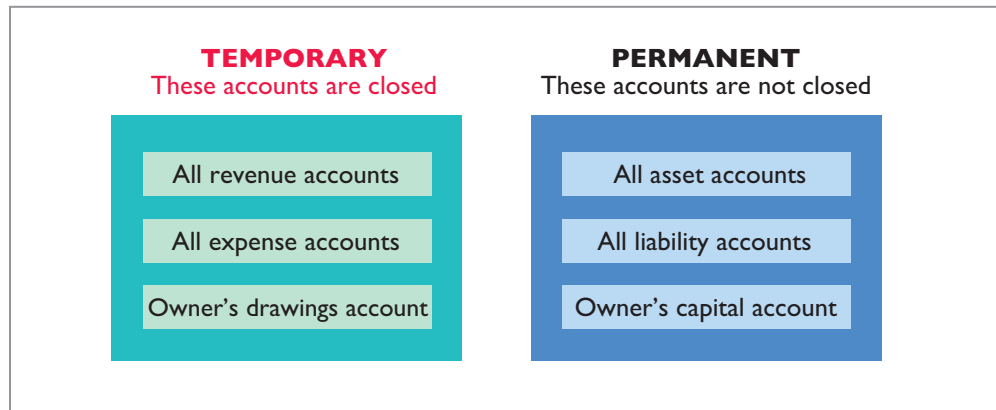 TEMPORARY
These accounts are closed
All revenue accounts
All expense accounts
Owner’s drawings account
PERMANENT
These accounts are not closed
All asset accounts
All liability accounts
Owner’s capital account